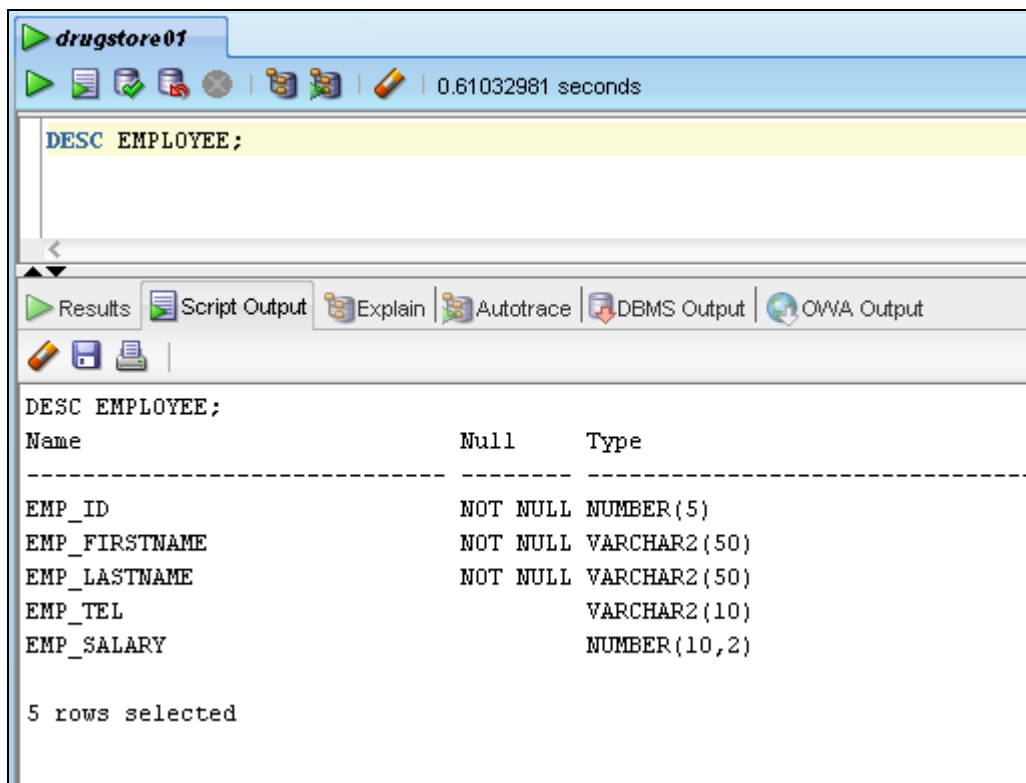 drugstore01
0.61032981 seconds
DESC EMPLOYEE;
Results Script Output Explain Autotrace DBMS Output OWA Output
DESC EMPLOYEE;
Name Null Type
------------------------------ -------- --------------------------------
EMP_ID NOT NULL NUMBER(5)
EMP_FIRSTNAME NOT NULL VARCHAR2(50)
EMP_LASTNAME NOT NULL VARCHAR2(50)
EMP_TEL VARCHAR2(10)
EMP_SALARY NUMBER(10,2)
5 rows selected